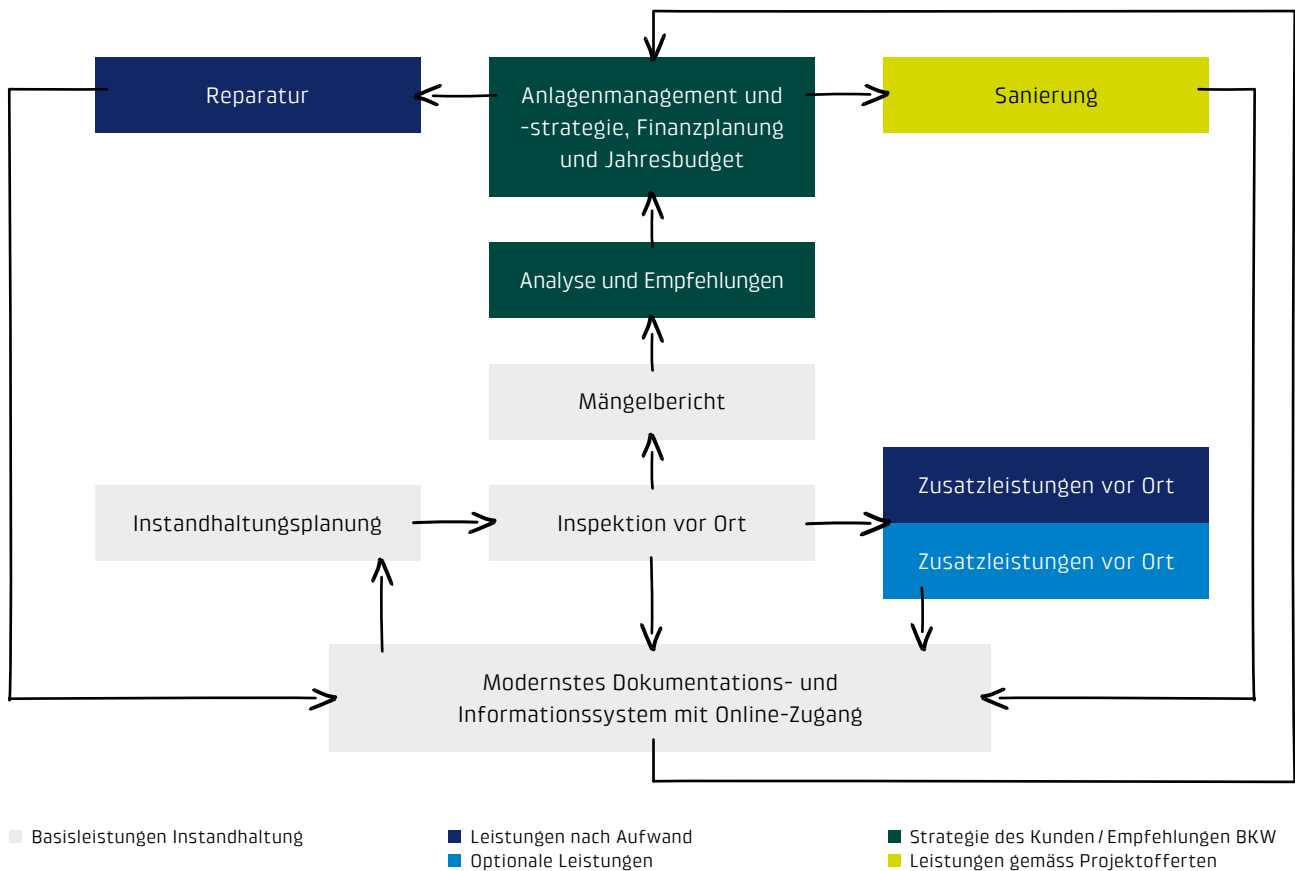 Reparatur
Anlagenmanagement und
-strategie, Finanzplanung
und Jahresbudget
Sanierung
Analyse und Empfehlungen
Mängelbericht
Instandhaltungsplanung
Inspektion vor Ort
Zusatzleistungen vor Ort
Zusatzleistungen vor Ort
Modernstes Dokumentations- und
Informationssystem mit Online-Zugang
Basisleistungen Instandhaltung
Leistungen nach Aufwand
Optionale Leistungen
Strategie des Kunden / Empfehlungen BKW
Leistungen gemäss Projektofferten